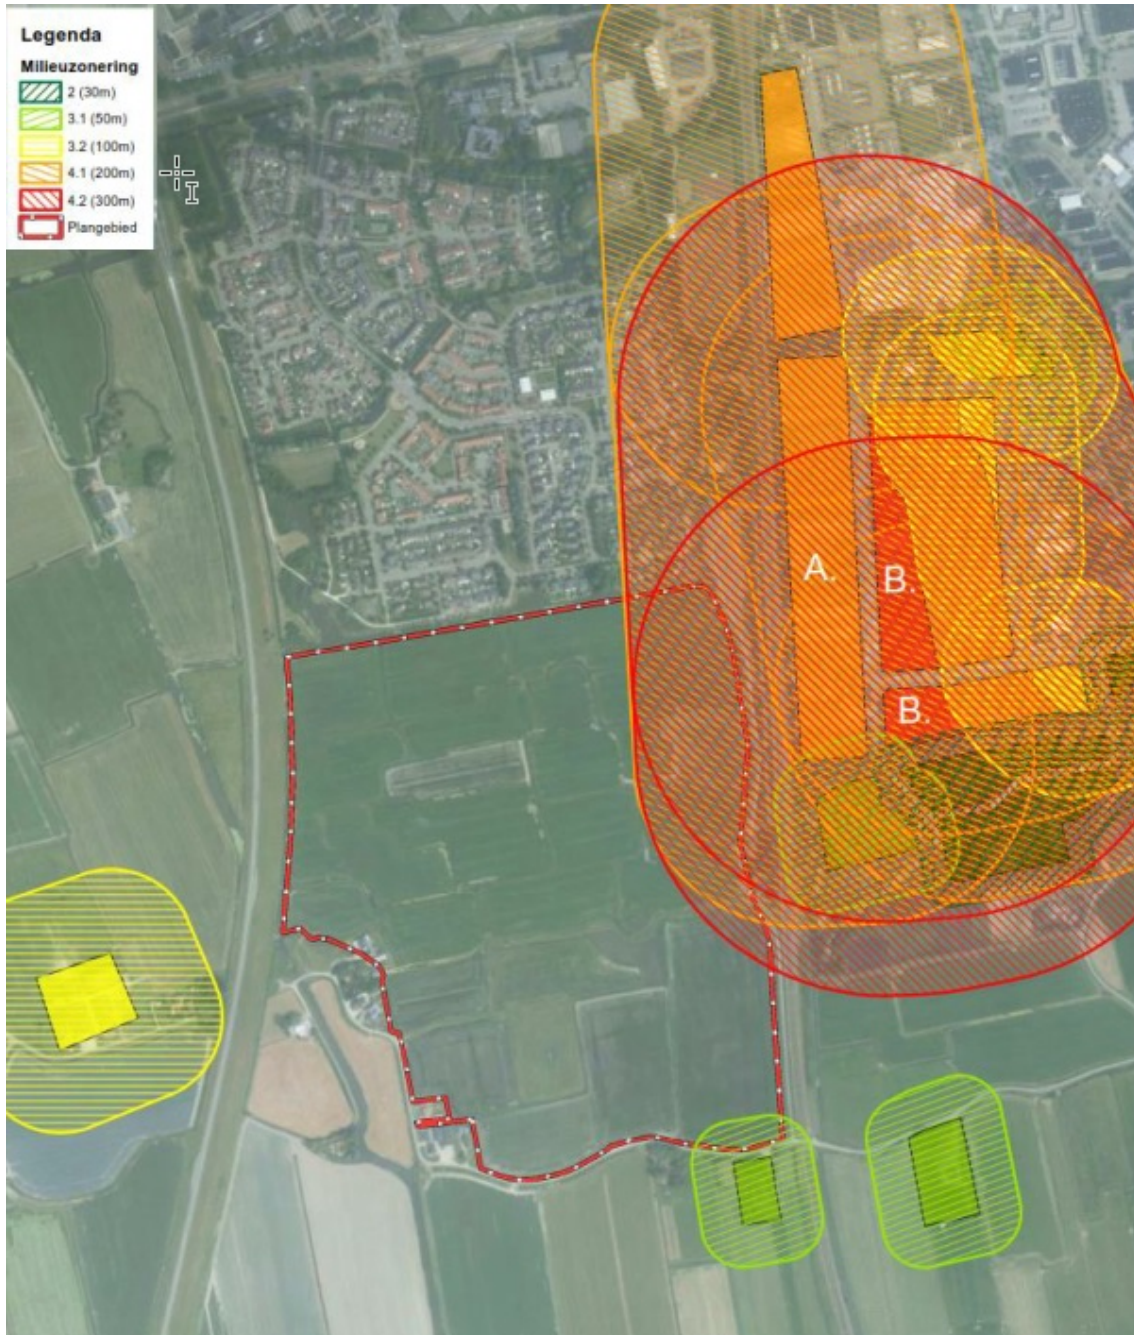 Legenda
Milieuzonering
2 (30m)
3.1 (50m)
3.2 (100m)
4.1 (200m)
4.2 (300m)
Plangebied
A.
B.
B.